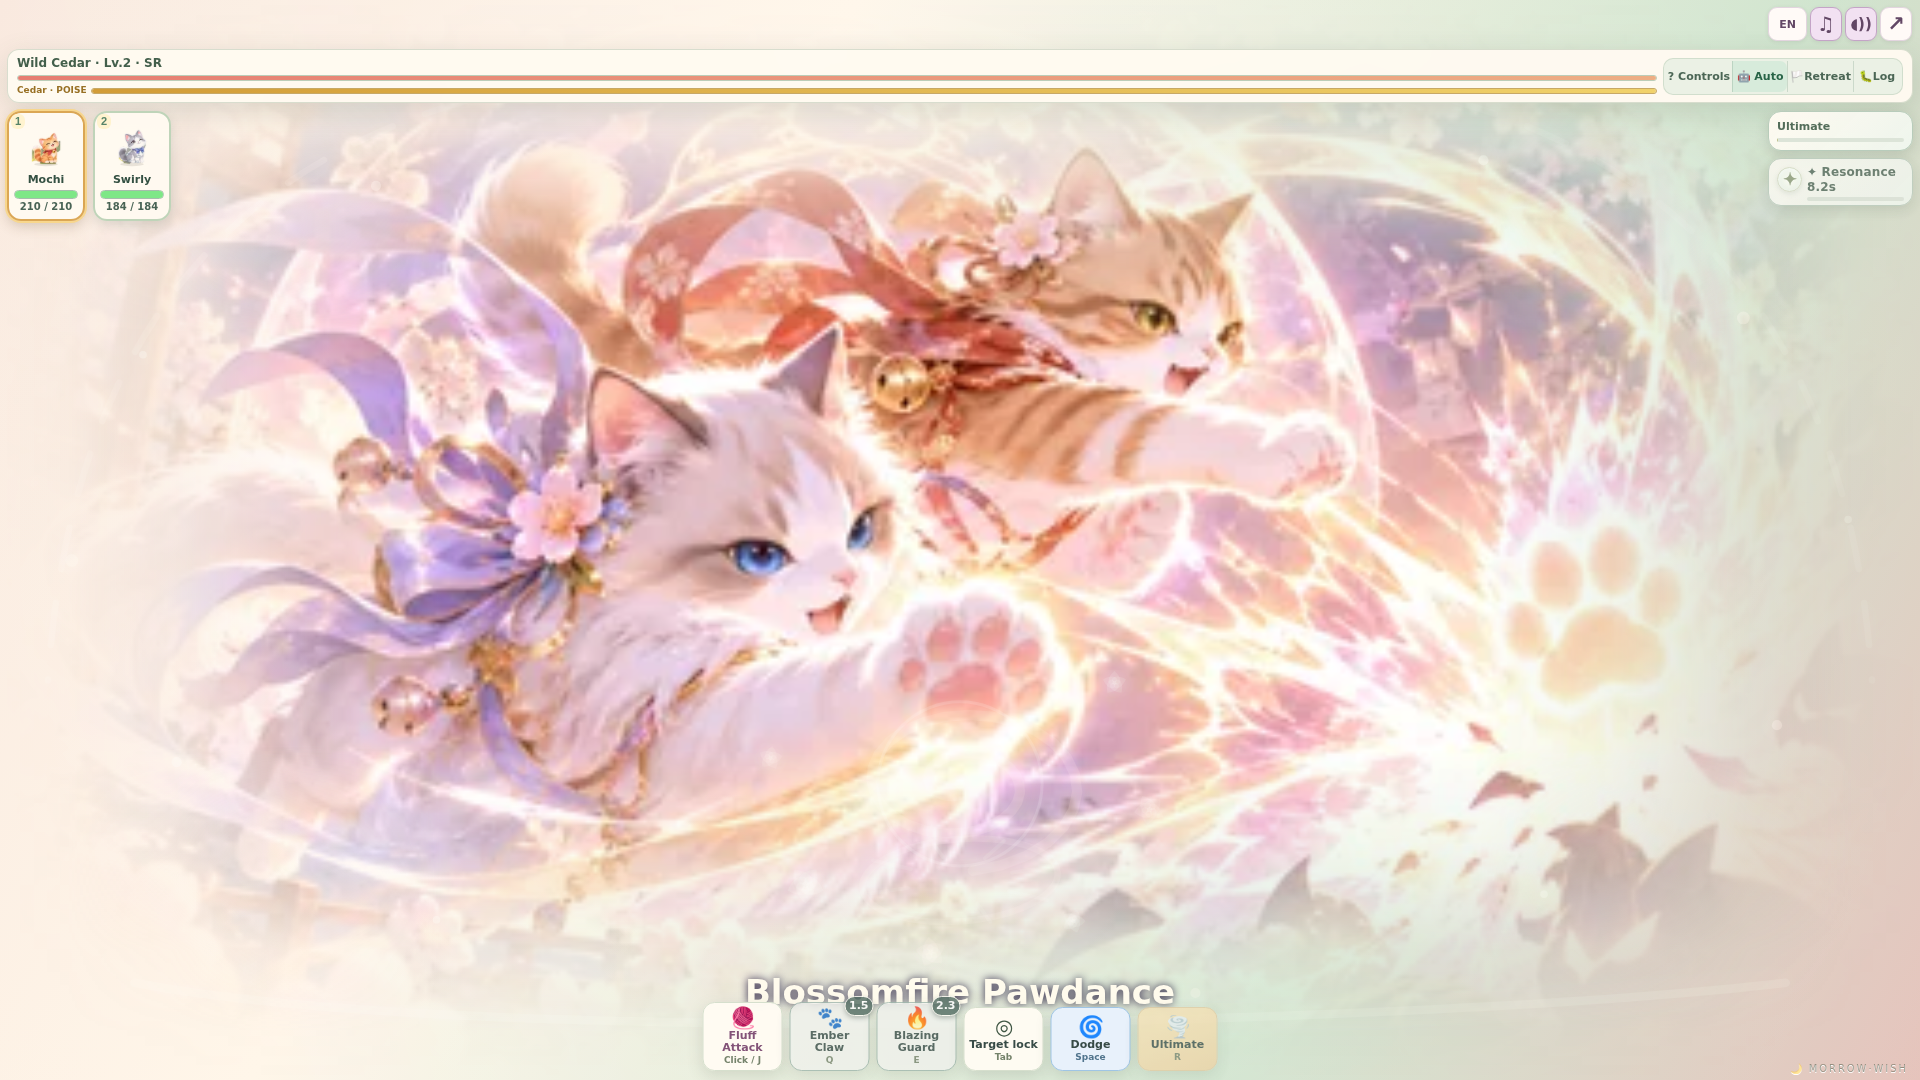 EN
Wild Cedar · Lv.2 · SR
Cedar · POISE
? Controls
Auto
Retreat
Log
1
Mochi
210 / 210
2
Swirly
184 / 184
Ultimate
✦ Resonance
8.2s
Blossomfire Pawdance
Fluff
Attack
Click / J
1.5
Ember
Claw
Q
2.3
Blazing
Guard
E
Target lock
Tab
Dodge
Space
Ultimate
R
MORROW-WISH